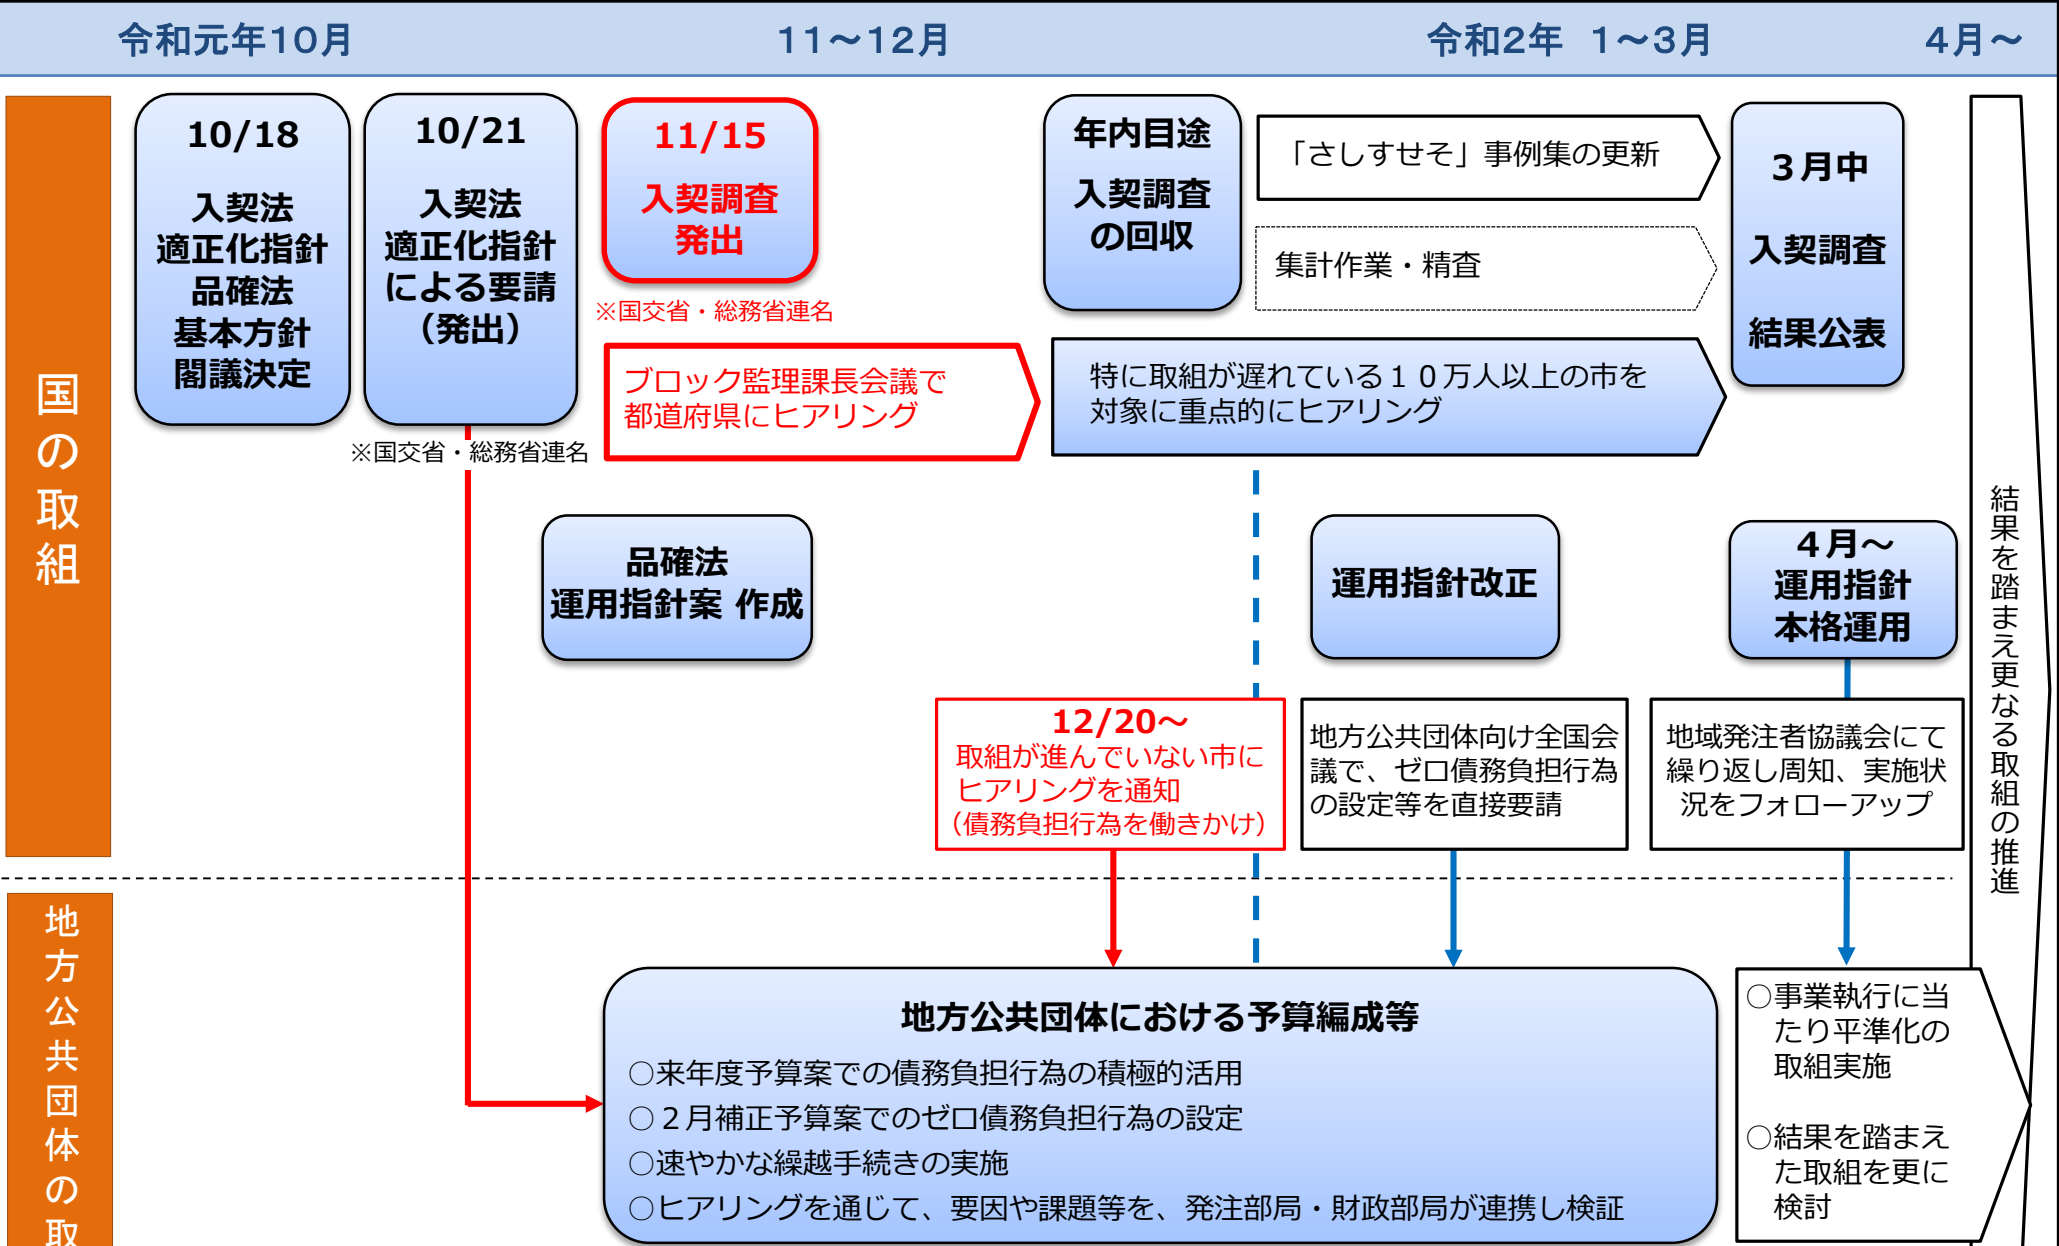 令和元年10月
11～12月
令和2年 1～3月
4月～
国の取組
10/18
入契法
適正化指針
品確法
基本方針
閣議決定
10/21
入契法
適正化指針
による要請
（発出）
※国交省・総務省連名
11/15
入契調査
発出
※国交省・総務省連名
年内目途
入契調査
の回収
「さしすせそ」事例集の更新
集計作業・精査
3月中
入契調査
結果公表
ブロック監理課長会議で
都道府県にヒアリング
特に取組が遅れている１０万人以上の市を
対象に重点的にヒアリング
品確法
運用指針案 作成
運用指針改正
４月～
運用指針
本格運用
12/20～
取組が進んでいない市に
ヒアリングを通知
（債務負担行為を働きかけ）
地方公共団体向け全国会
議で、ゼロ債務負担行為
の設定等を直接要請
地域発注者協議会にて
繰り返し周知、実施状
況をフォローアップ
結果を踏まえ更なる取組の推進
地方公共団体の取
地方公共団体における予算編成等
○来年度予算案での債務負担行為の積極的活用
○２月補正予算案でのゼロ債務負担行為の設定
○速やかな繰越手続きの実施
○ヒアリングを通じて、要因や課題等を、発注部局・財政部局が連携し検証
○事業執行に当
たり平準化の
取組実施
○結果を踏まえ
た取組を更に
検討